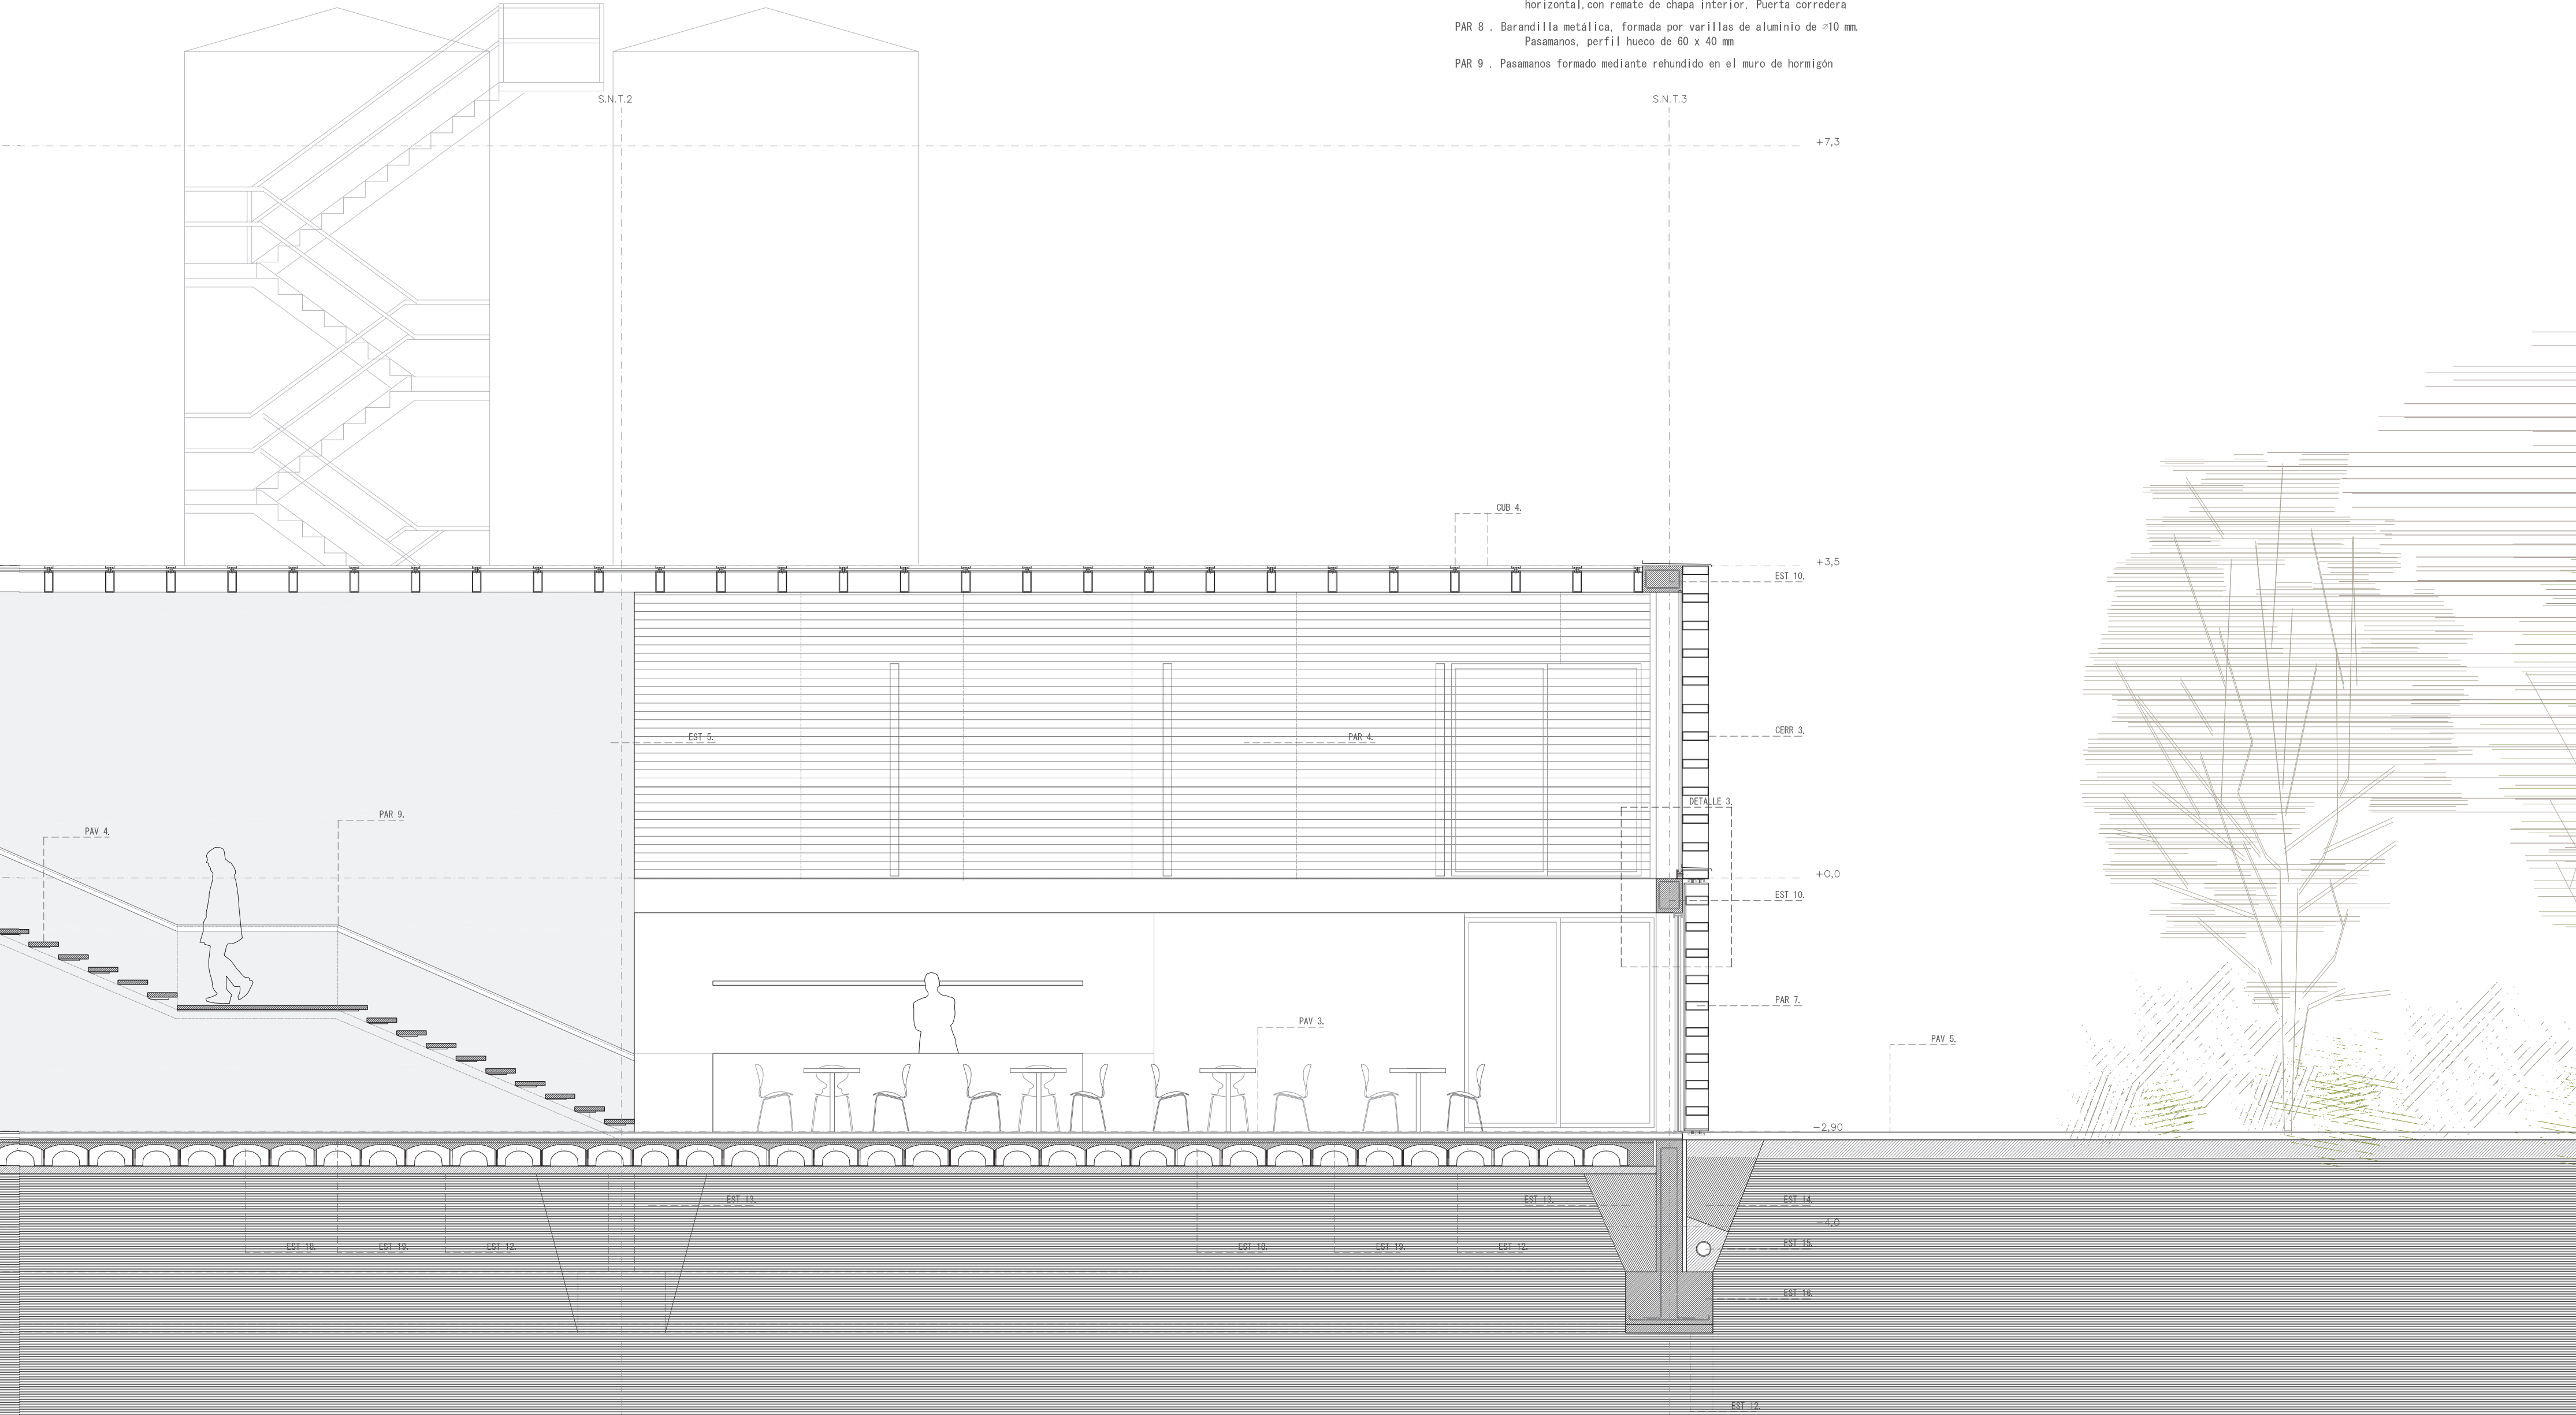 horizontal, con remate de chapa interior. Puerta corredera
PAR 8 . Barandilla metálica, formada por varillas de aluminio de ⌀10 mm.
Pasamanos, perfil hueco de 60 x 40 mm
PAR 9 . Pasamanos formado mediante rehundido en el muro de hormigón
S.N.T.2
S.N.T.3
+7,3
CUB 4.
+3,5
EST 10.
CERR 3.
EST 5.
PAR 4.
DETALLE 3.
PAR 9.
PAV 4.
+0,0
EST 10.
PAR 7.
PAV 3.
PAV 5.
-2,90
EST 13.
EST 13.
EST 14.
-4,0
EST 15.
EST 18.
EST 19.
EST 12.
EST 18.
EST 19.
EST 12.
EST 16.
EST 12.